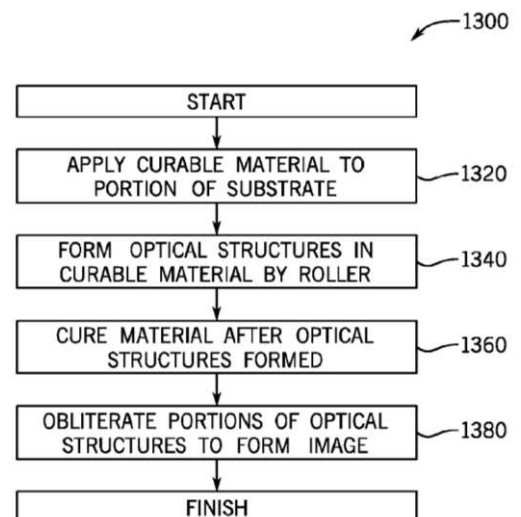 1300
START
APPLY CURABLE MATERIAL TO
PORTION OF SUBSTRATE
1320
FORM OPTICAL STRUCTURES IN
CURABLE MATERIAL BY ROLLER
1340
CURE MATERIAL AFTER OPTICAL
STRUCTURES FORMED
1360
OBLITERATE PORTIONS OF OPTICAL
STRUCTURES TO FORM IMAGE
1380
FINISH